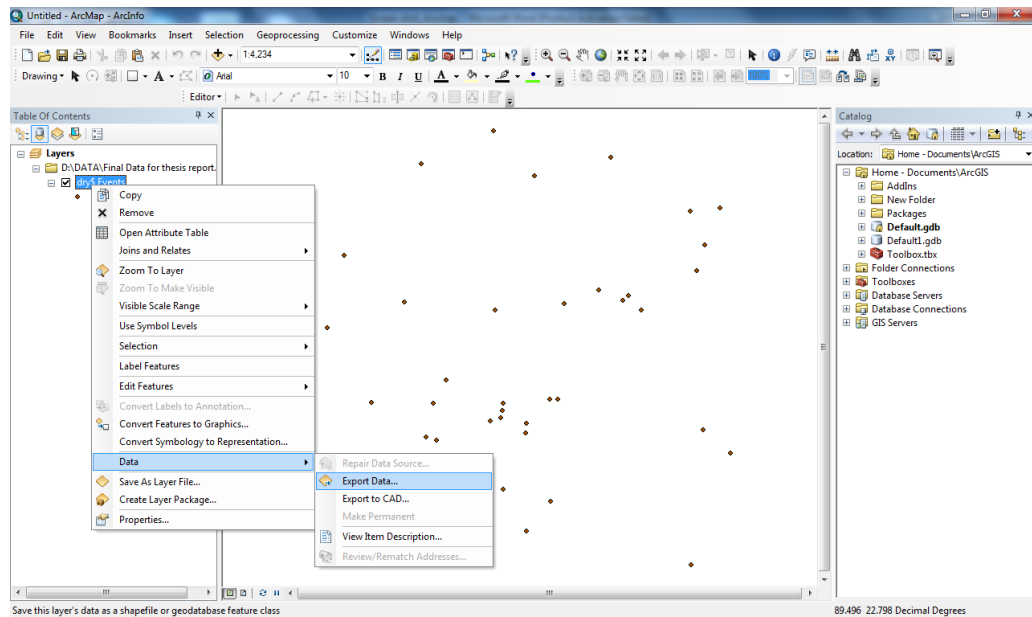 Untitled - ArcMap - ArcInfo
File Edit View Bookmarks Insert Selection Geoprocessing Customize Windows Help
1:4,234
Drawing Arial 10 B I U A 100%
Editor
Table Of Contents
Layers
D:\DATA\Final Data for thesis report.
dry$ Events
Copy
Remove
Open Attribute Table
Joins and Relates
Zoom To Layer
Zoom To Make Visible
Visible Scale Range
Use Symbol Levels
Selection
Label Features
Edit Features
Convert Labels to Annotation...
Convert Features to Graphics...
Convert Symbology to Representation...
Data
Save As Layer File...
Create Layer Package...
Properties...
Repair Data Source...
Export Data...
Export to CAD...
Make Permanent
View Item Description...
Review/Rematch Addresses...
Catalog
Location: Home - Documents\ArcGIS
Home - Documents\ArcGIS
AddIns
New Folder
Packages
Default.gdb
Default1.gdb
Toolbox.tbx
Folder Connections
Toolboxes
Database Servers
Database Connections
GIS Servers
Save this layer's data as a shapefile or geodatabase feature class
89.496 22.798 Decimal Degrees